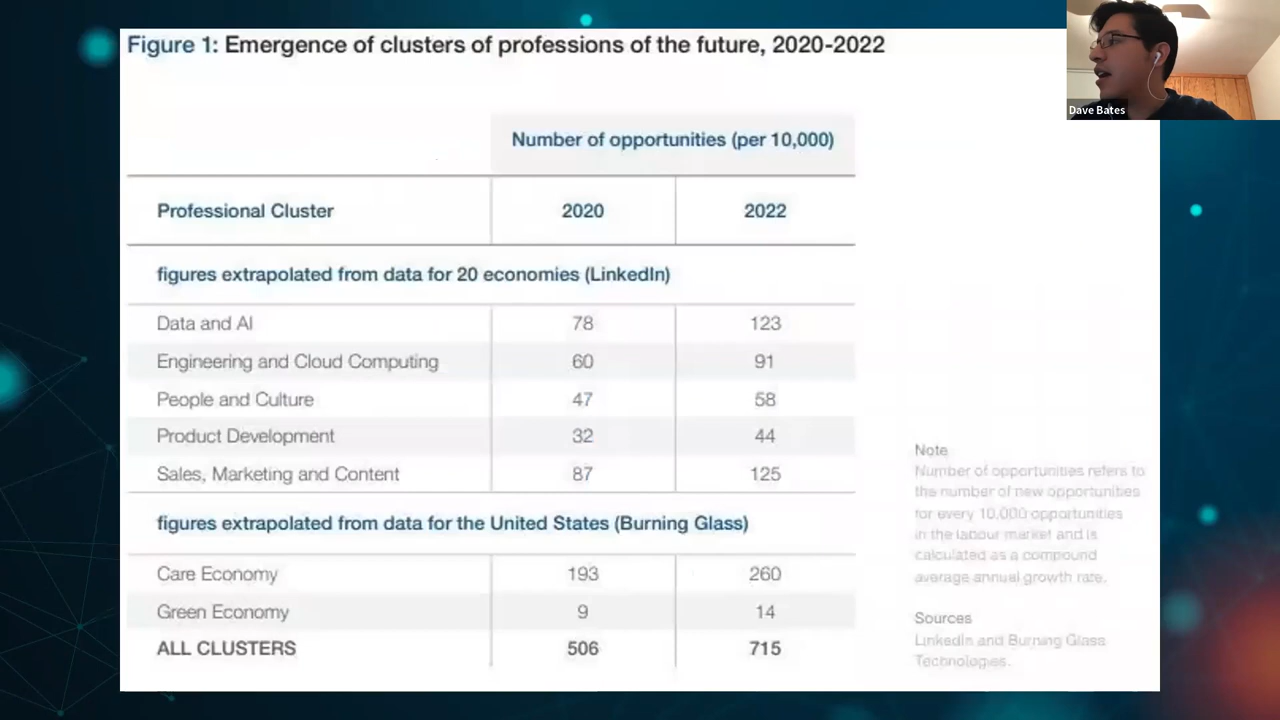 Figure 1: Emergence of clusters of professions of the future, 2020-2022
Dave Bates
Number of opportunities (per 10,000)
Professional Cluster 2020 2022
figures extrapolated from data for 20 economies (LinkedIn)
Data and AI 78 123
Engineering and Cloud Computing 60 91
People and Culture 47 58
Product Development 32 44
Sales, Marketing and Content 87 125
figures extrapolated from data for the United States (Burning Glass)
Care Economy 193 260
Green Economy 9 14
ALL CLUSTERS 506 715
Note
Number of opportunities refers to
the number of new opportunities
for every 10,000 opportunities
in the labour market and is
calculated as a compound
average annual growth rate.
Sources
LinkedIn and Burning Glass
Technologies.